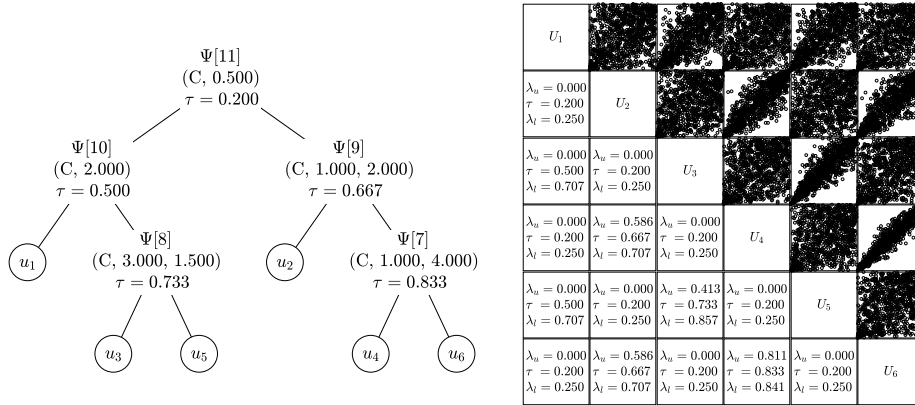 Ψ[11]
(C, 0.500)
τ = 0.200
Ψ[10]
(C, 2.000)
τ = 0.500
Ψ[9]
(C, 1.000, 2.000)
τ = 0.667
u1
Ψ[8]
(C, 3.000, 1.500)
τ = 0.733
u2
Ψ[7]
(C, 1.000, 4.000)
τ = 0.833
u3
u5
u4
u6
U1
λu = 0.000
τ = 0.200
λl = 0.250
U2
λu = 0.000
τ = 0.500
λl = 0.707
λu = 0.000
τ = 0.200
λl = 0.250
U3
λu = 0.000
τ = 0.200
λl = 0.250
λu = 0.586
τ = 0.667
λl = 0.707
λu = 0.000
τ = 0.200
λl = 0.250
U4
λu = 0.000
τ = 0.500
λl = 0.707
λu = 0.000
τ = 0.200
λl = 0.250
λu = 0.413
τ = 0.733
λl = 0.857
λu = 0.000
τ = 0.200
λl = 0.250
U5
λu = 0.000
τ = 0.200
λl = 0.250
λu = 0.586
τ = 0.667
λl = 0.707
λu = 0.000
τ = 0.200
λl = 0.250
λu = 0.811
τ = 0.833
λl = 0.841
λu = 0.000
τ = 0.200
λl = 0.250
U6